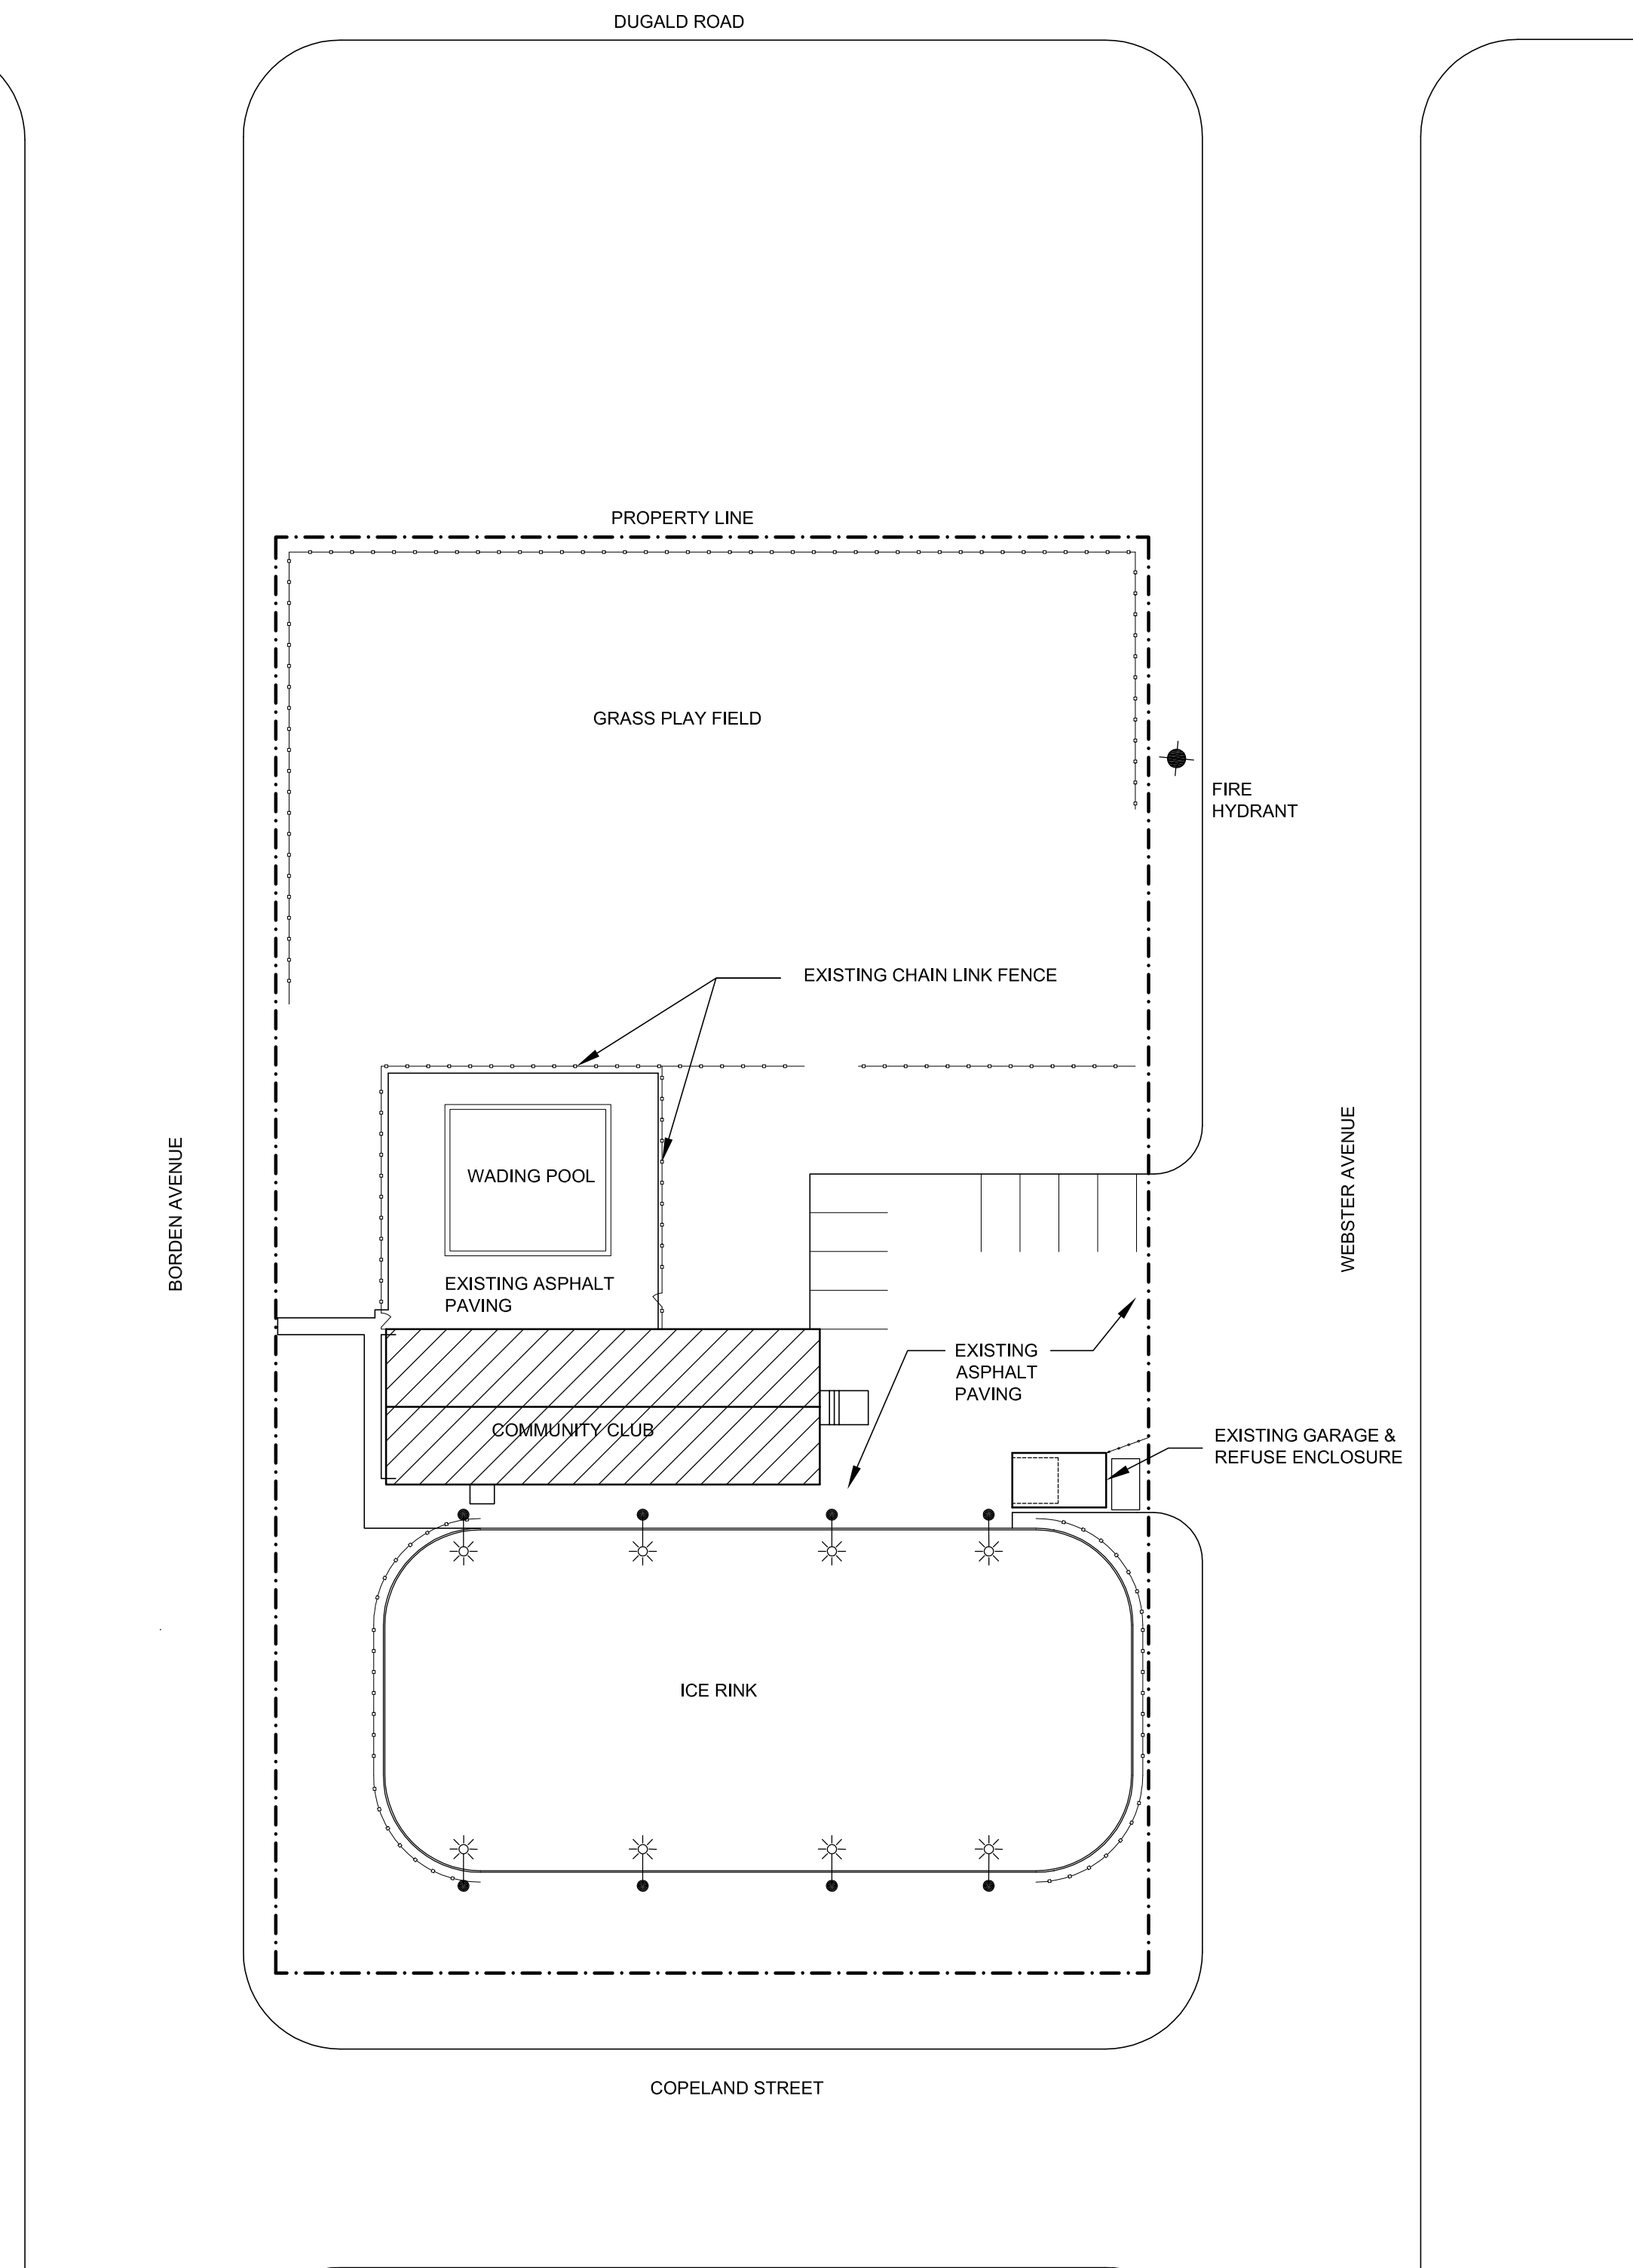 DUGALD ROAD
PROPERTY LINE
GRASS PLAY FIELD
FIRE
HYDRANT
EXISTING CHAIN LINK FENCE
BORDEN AVENUE
WADING POOL
WEBSTER AVENUE
EXISTING ASPHALT
PAVING
EXISTING
ASPHALT
PAVING
COMMUNITY CLUB
EXISTING GARAGE &
REFUSE ENCLOSURE
ICE RINK
COPELAND STREET